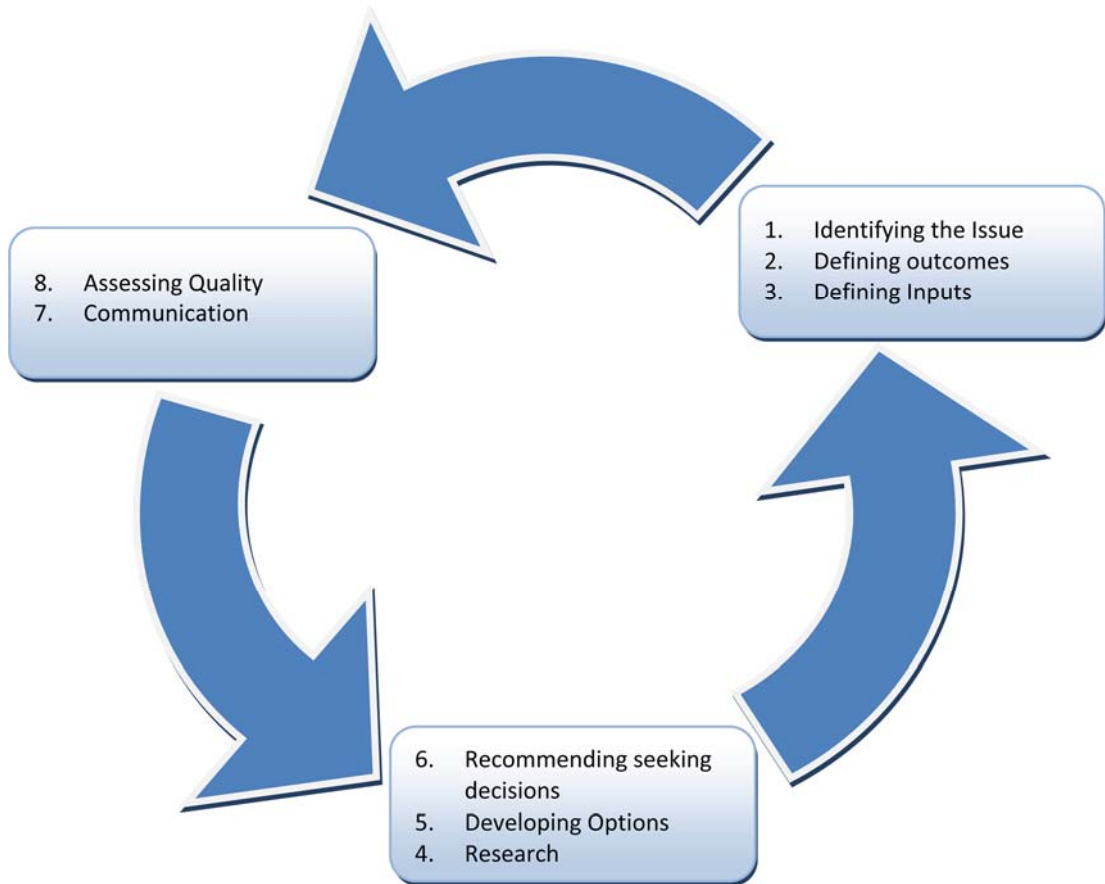 1. Identifying the Issue
2. Defining outcomes
3. Defining Inputs
8. Assessing Quality
7. Communication
6. Recommending seeking
decisions
5. Developing Options
4. Research